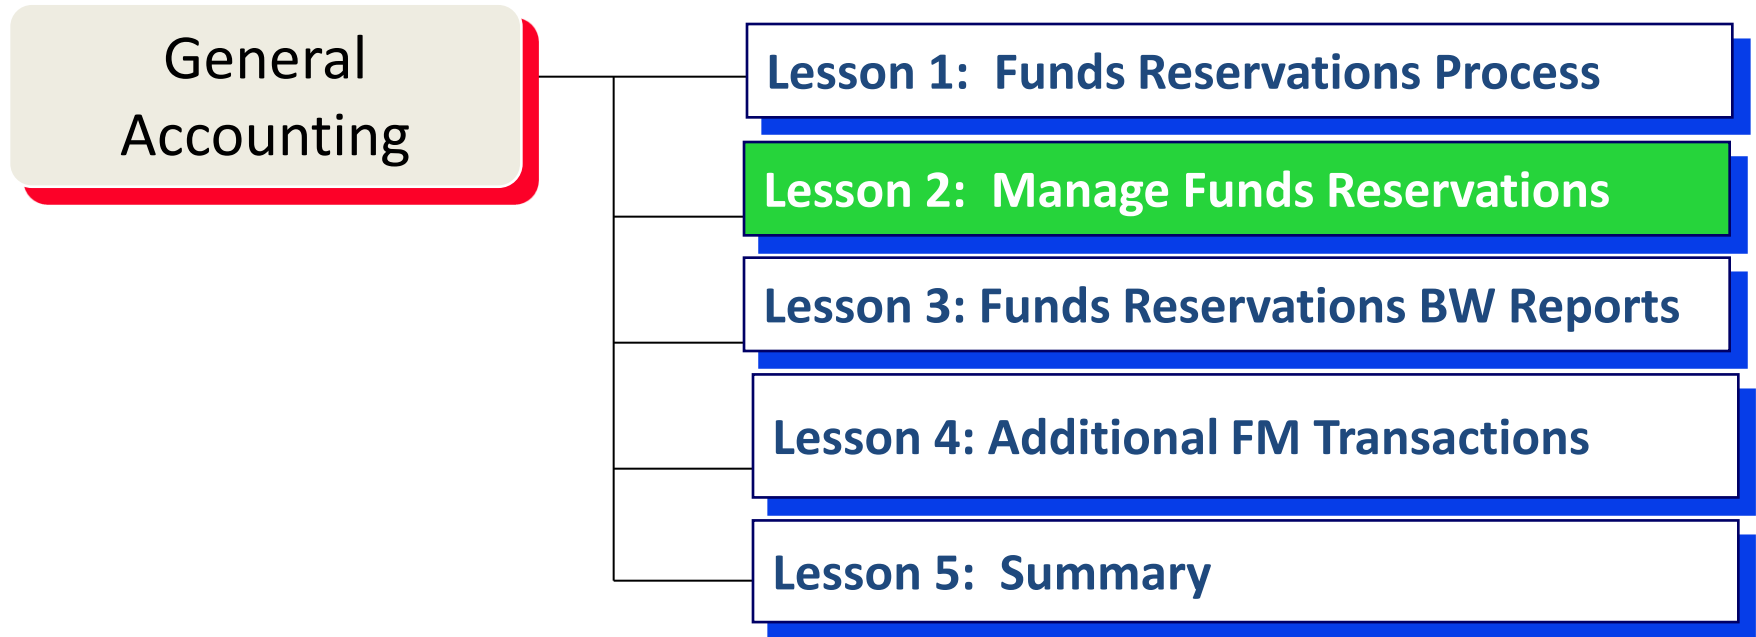 General
Accounting
Lesson 1:  Funds Reservations Process
Lesson 2:  Manage Funds Reservations
Lesson 3: Funds Reservations BW Reports
Lesson 4: Additional FM Transactions
Lesson 5:  Summary